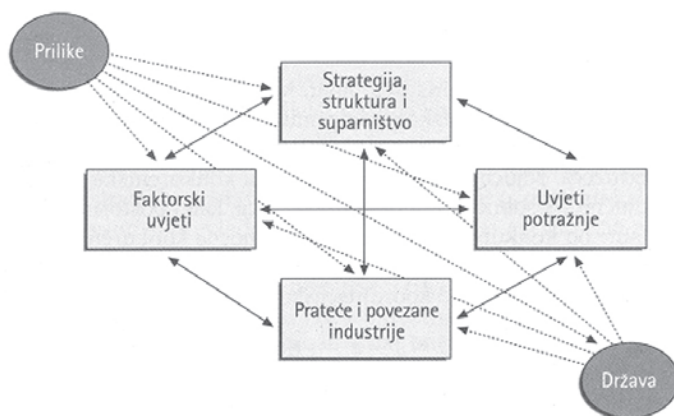 Prilike
Strategija,
struktura i
suparništvo
Faktorski
uvjeti
Uvjeti
potražnje
Prateće i povezane
industrije
Država